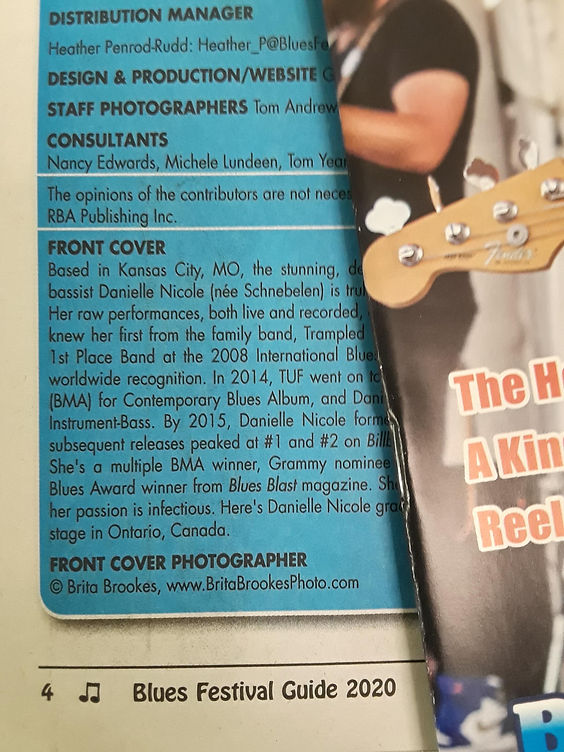 DISTRIBUTION MANAGER
Heather Penrod-Rudd: Heather_P@BluesFe
DESIGN & PRODUCTION/WEBSITE G
STAFF PHOTOGRAPHERS Tom Andrew
CONSULTANTS
Nancy Edwards, Michele Lundeen, Tom Year
The opinions of the contributors are not neces
RBA Publishing Inc.
FRONT COVER
Based in Kansas City, MO, the stunning, de
bassist Danielle Nicole (née Schnebelen) is tru
Her raw performances, both live and recorded,
knew her first from the family band, Trampled
1st Place Band at the 2008 International Blue
worldwide recognition. In 2014, TUF went on to
(BMA) for Contemporary Blues Album, and Dani
Instrument-Bass. By 2015, Danielle Nicole forme
subsequent releases peaked at #1 and #2 on Billb
She's a multiple BMA winner, Grammy nominee
Blues Award winner from Blues Blast magazine. Sh
her passion is infectious. Here's Danielle Nicole gra
stage in Ontario, Canada.
FRONT COVER PHOTOGRAPHER
© Brita Brookes, www.BritaBrookesPhoto.com
4 ♫ Blues Festival Guide 2020
Fender
The H
A Kin
Reel
B